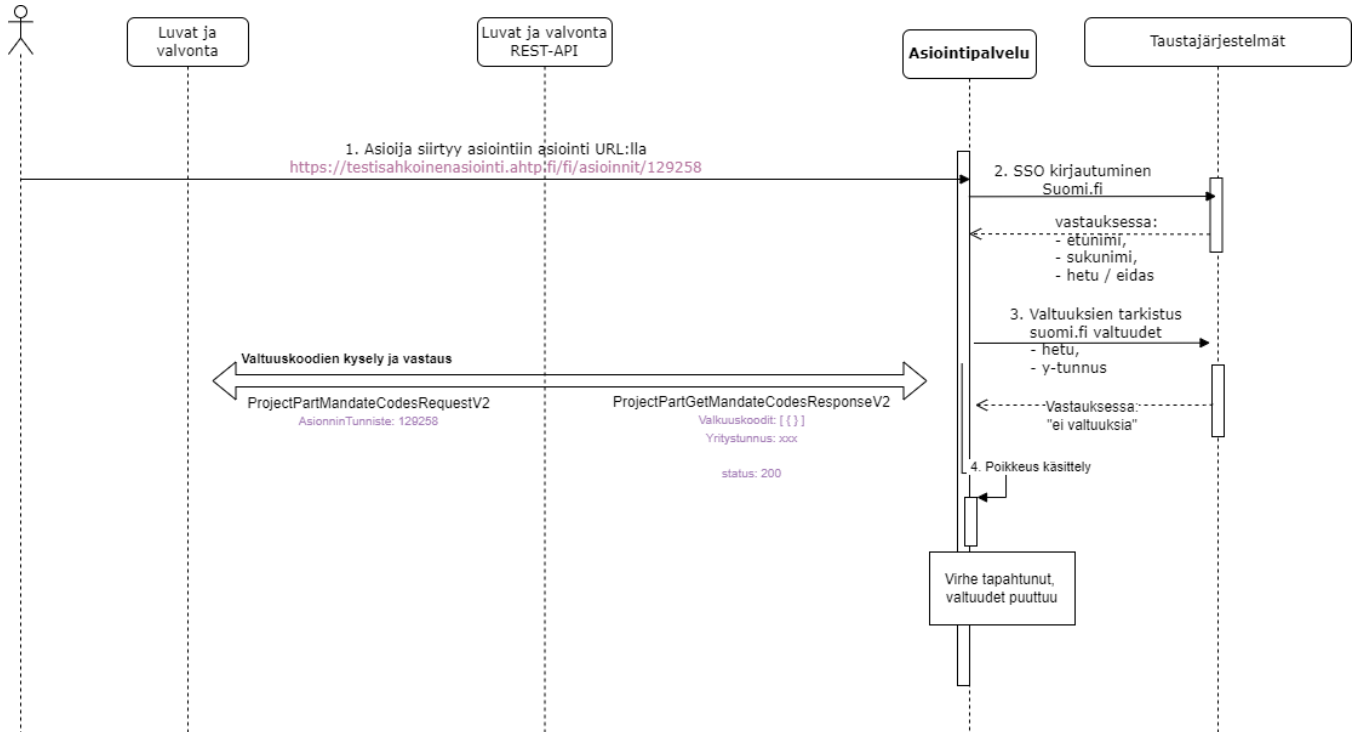 Luvat ja
valvonta
Luvat ja valvonta
REST-API
Asiointipalvelu
Taustajärjestelmät
1. Asioija siirtyy asiointiin asiointi URL:lla
https://testisahkoinenasiointi.ahtp.fi/fi/asioinnit/129258
2. SSO kirjautuminen
Suomi.fi
vastauksessa:
- etunimi,
- sukunimi,
- hetu / eidas
3. Valtuuksien tarkistus
suomi.fi valtuudet
- hetu,
- y-tunnus
Valtuuskoodien kysely ja vastaus
ProjectPartMandateCodesRequestV2
AsionninTunniste: 129258
ProjectPartGetMandateCodesResponseV2
Valkuuskoodit: [ { } ]
Yritystunnus: xxx
status: 200
Vastauksessa:
"ei valtuuksia"
4. Poikkeus käsittely
Virhe tapahtunut,
valtuudet puuttuu